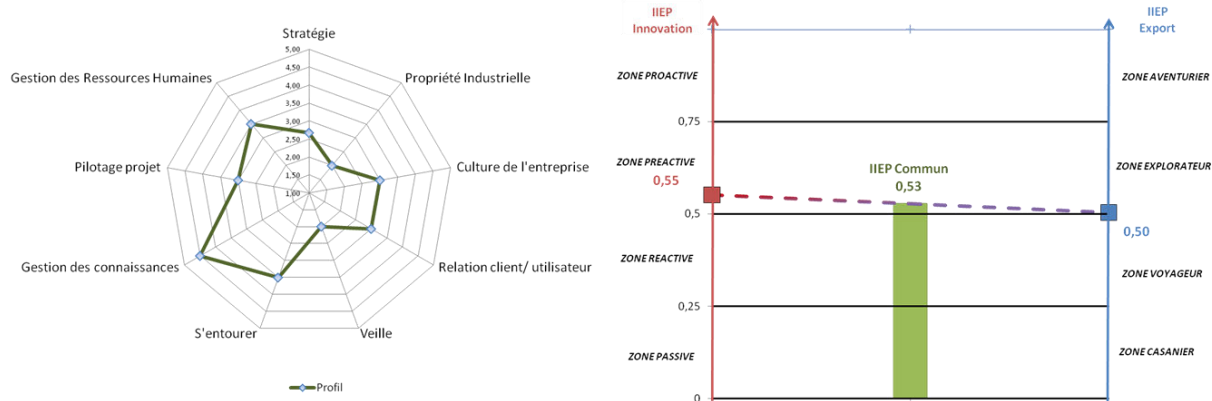 Stratégie
5,00
4,50
4,00
3,50
3,00
2,50
2,00
1,50
1,00
Gestion des Ressources Humaines
Propriété Industrielle
Pilotage projet
Culture de l'entreprise
Gestion des connaissances
Relation client/ utilisateur
S'entourer
Veille
Profil
IIEP
Innovation
IIEP
Export
ZONE PROACTIVE
ZONE AVENTURIER
0,75
ZONE PREACTIVE
ZONE EXPLORATEUR
0,55
IIEP Commun
0,53
0,5
0,50
ZONE REACTIVE
ZONE VOYAGEUR
0,25
ZONE PASSIVE
ZONE CASANIER
0